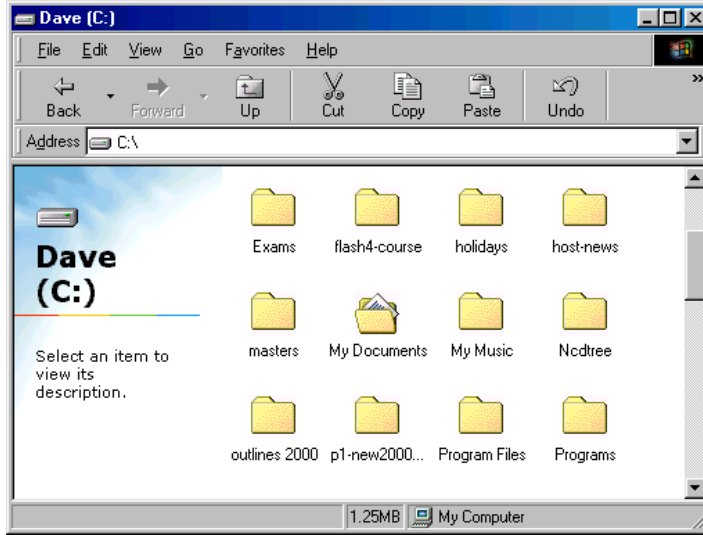 Dave (C:)
File Edit View Go Favorites Help
Back Forward Up Cut Copy Paste Undo »
Address C:\
Dave
(C:)
Select an item to
view its
description.
Exams flash4-course holidays host-news
masters My Documents My Music Ncdtree
outlines 2000 p1-new2000... Program Files Programs
1.25MB My Computer